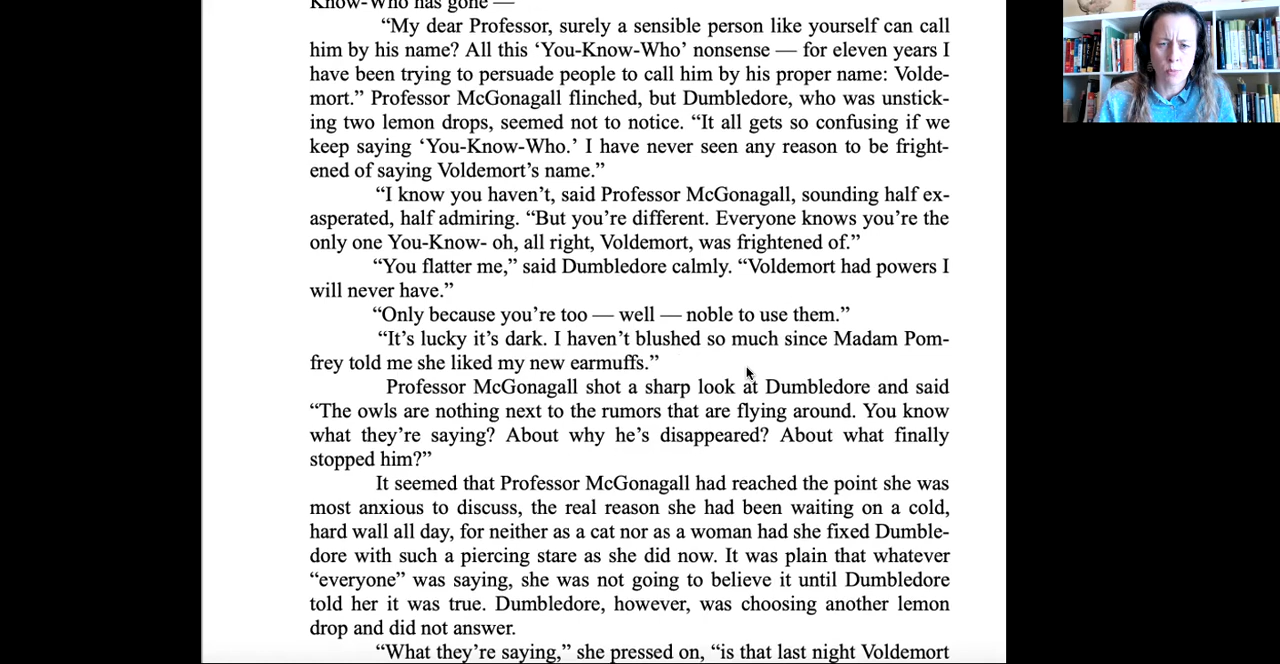 Know-Who has gone —
“My dear Professor, surely a sensible person like yourself can call
him by his name? All this ‘You-Know-Who’ nonsense — for eleven years I
have been trying to persuade people to call him by his proper name: Volde-
mort.” Professor McGonagall flinched, but Dumbledore, who was unstick-
ing two lemon drops, seemed not to notice. “It all gets so confusing if we
keep saying ‘You-Know-Who.’ I have never seen any reason to be fright-
ened of saying Voldemort’s name.”
“I know you haven’t, said Professor McGonagall, sounding half ex-
asperated, half admiring. “But you’re different. Everyone knows you’re the
only one You-Know- oh, all right, Voldemort, was frightened of.”
“You flatter me,” said Dumbledore calmly. “Voldemort had powers I
will never have.”
“Only because you’re too — well — noble to use them.”
“It’s lucky it’s dark. I haven’t blushed so much since Madam Pom-
frey told me she liked my new earmuffs.”
Professor McGonagall shot a sharp look at Dumbledore and said
“The owls are nothing next to the rumors that are flying around. You know
what they’re saying? About why he’s disappeared? About what finally
stopped him?”
It seemed that Professor McGonagall had reached the point she was
most anxious to discuss, the real reason she had been waiting on a cold,
hard wall all day, for neither as a cat nor as a woman had she fixed Dumble-
dore with such a piercing stare as she did now. It was plain that whatever
“everyone” was saying, she was not going to believe it until Dumbledore
told her it was true. Dumbledore, however, was choosing another lemon
drop and did not answer.
“What they’re saying,” she pressed on, “is that last night Voldemort